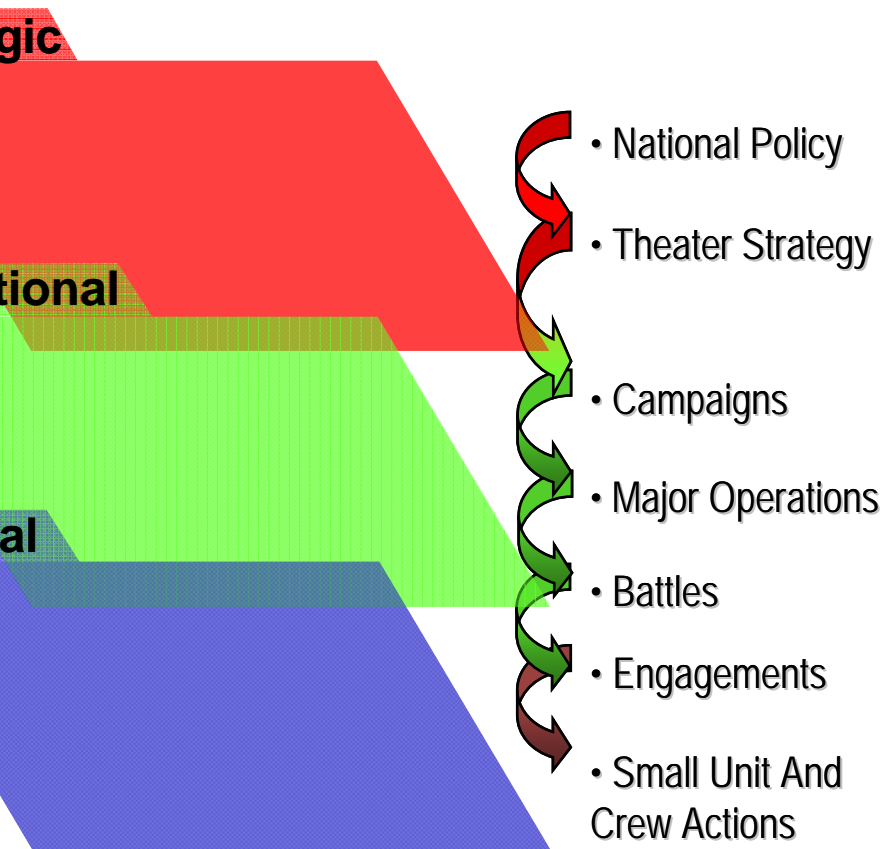 gic
• National Policy
• Theater Strategy
tional
• Campaigns
• Major Operations
al
• Battles
• Engagements
• Small Unit And
Crew Actions